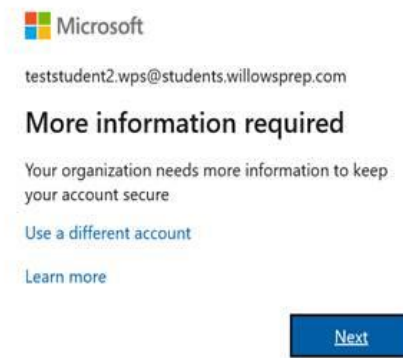 Microsoft
teststudent2.wps@students.willowsprep.com
More information required
Your organization needs more information to keep
your account secure
Use a different account
Learn more
Next